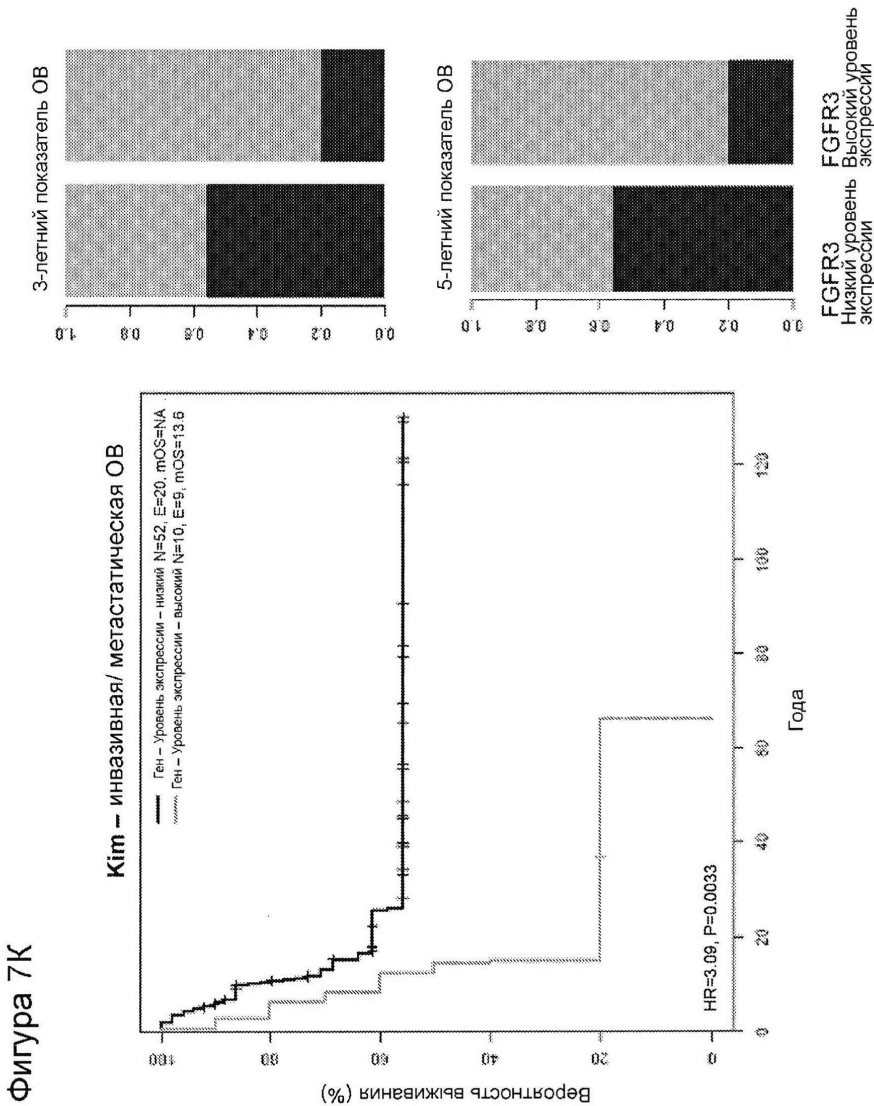 Фигура 7K
Kim – инвазивная/ метастатическая ОВ
Ген – Уровень экспрессии – низкий N=52, E=20, mOS=NA
Ген – Уровень экспрессии – высокий N=10, E=9, mOS=13.6
Вероятность выживания (%)
100
80
60
40
20
0
HR=3.09, P=0.0033
0
20
40
60
80
100
120
Года
3-летний показатель ОВ
1.0
0.8
0.6
0.4
0.2
0.0
5-летний показатель ОВ
1.0
0.8
0.6
0.4
0.2
0.0
FGFR3
Низкий уровень
экспрессии
FGFR3
Высокий уровень
экспрессии